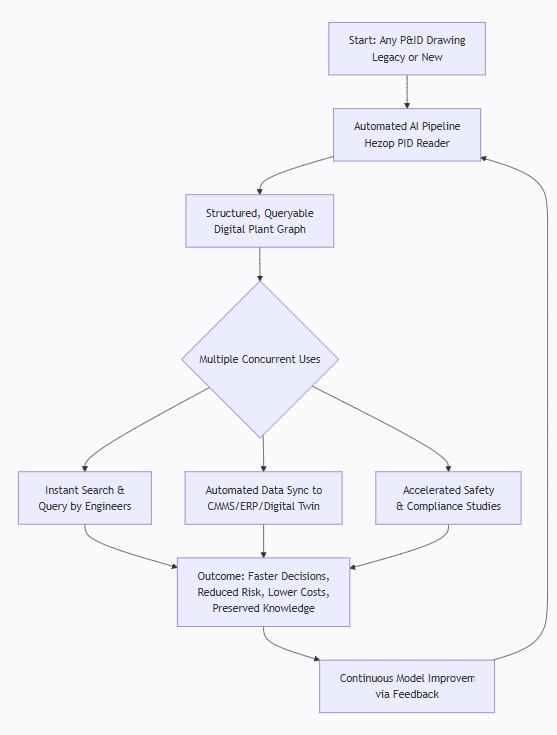 Start: Any P&ID Drawing
Legacy or New
Automated AI Pipeline
Hezop PID Reader
Structured, Queryable
Digital Plant Graph
Multiple Concurrent Uses
Instant Search &
Query by Engineers
Automated Data Sync to
CMMS/ERP/Digital Twin
Accelerated Safety
& Compliance Studies
Outcome: Faster Decisions,
Reduced Risk, Lower Costs,
Preserved Knowledge
Continuous Model Improvem
via Feedback